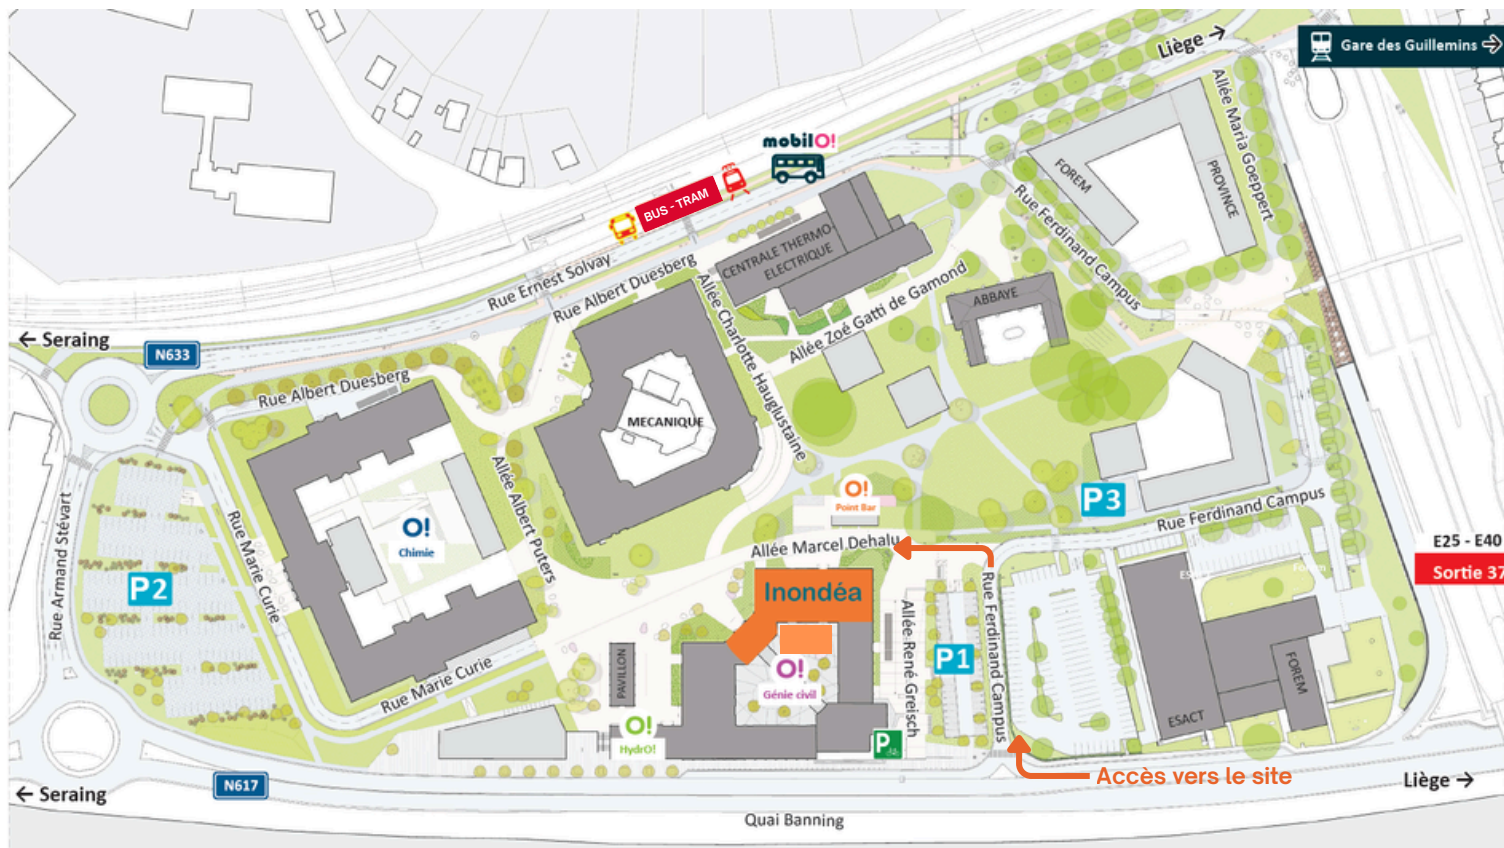 Liège →
Gare des Guillemins →
mobilO!
BUS - TRAM
Allée Maria Goeppert
FOREM
PROVINCE
Rue Ferdinand Campus
CENTRALE THERMO-
ELECTRIQUE
Rue Ernest Solvay
Rue Albert Duesberg
Allée Charlotte Hauglustaine
Allée Zoé Gatti de Gamond
ABBAYE
← Seraing
N633
Rue Albert Duesberg
MECANIQUE
Allée Albert Puters
O!
Chimie
O!
Point Bar
P3
Rue Ferdinand Campus
Rue Armand Stévart
P2
Rue Marie Curie
Allée Marcel Dehalu
E25 - E40
Sortie 37
Inondéa
Allée René Greisch
P1
Rue Ferdinand Campus
O!
Génie civil
PAVILLON
Rue Marie Curie
O!
HydrO!
P
FOREM
ESACT
Accès vers le site
← Seraing
N617
Liège →
Quai Banning